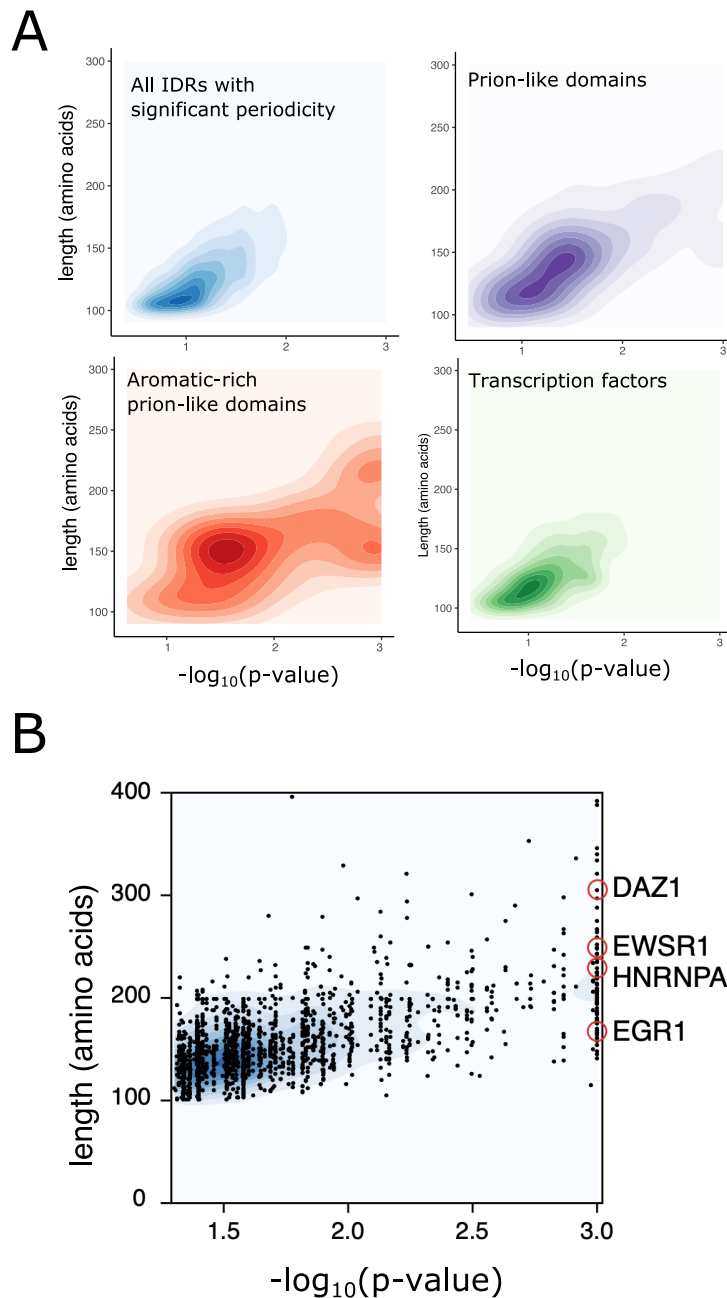 A
All IDRs with
significant periodicity
length (amino acids)
300
250
200
150
100
1
2
3
Prion-like domains
300
250
200
150
100
1
2
3
Aromatic-rich
prion-like domains
length (amino acids)
300
250
200
150
100
1
2
3
-log10(p-value)
Transcription factors
Length (amino acids)
300
250
200
150
100
1
2
3
-log10(p-value)
B
length (amino acids)
400
300
200
100
0
1.5
2.0
2.5
3.0
DAZ1
EWSR1
HNRNPA
EGR1
-log10(p-value)